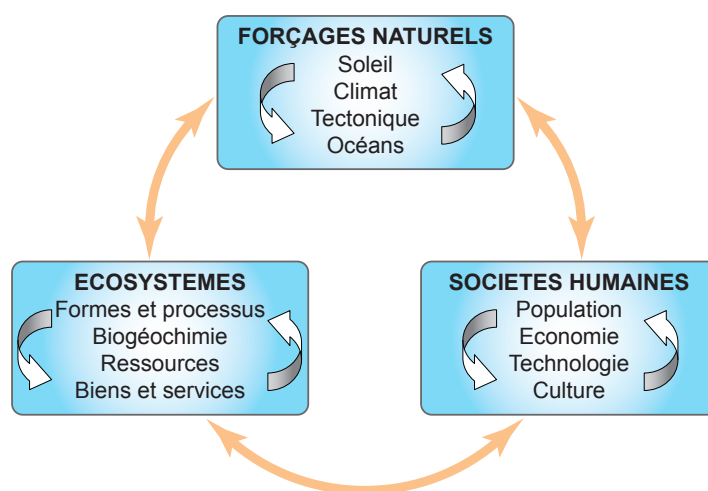 FORÇAGES NATURELS
Soleil
Climat
Tectonique
Océans
ECOSYSTEMES
Formes et processus
Biogéochimie
Ressources
Biens et services
SOCIETES HUMAINES
Population
Economie
Technologie
Culture